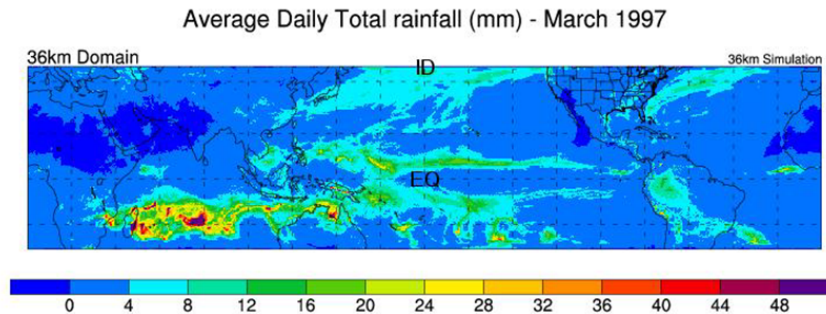 Average Daily Total rainfall (mm) - March 1997
36km Domain
ID
36km Simulation
EQ
0 4 8 12 16 20 24 28 32 36 40 44 48